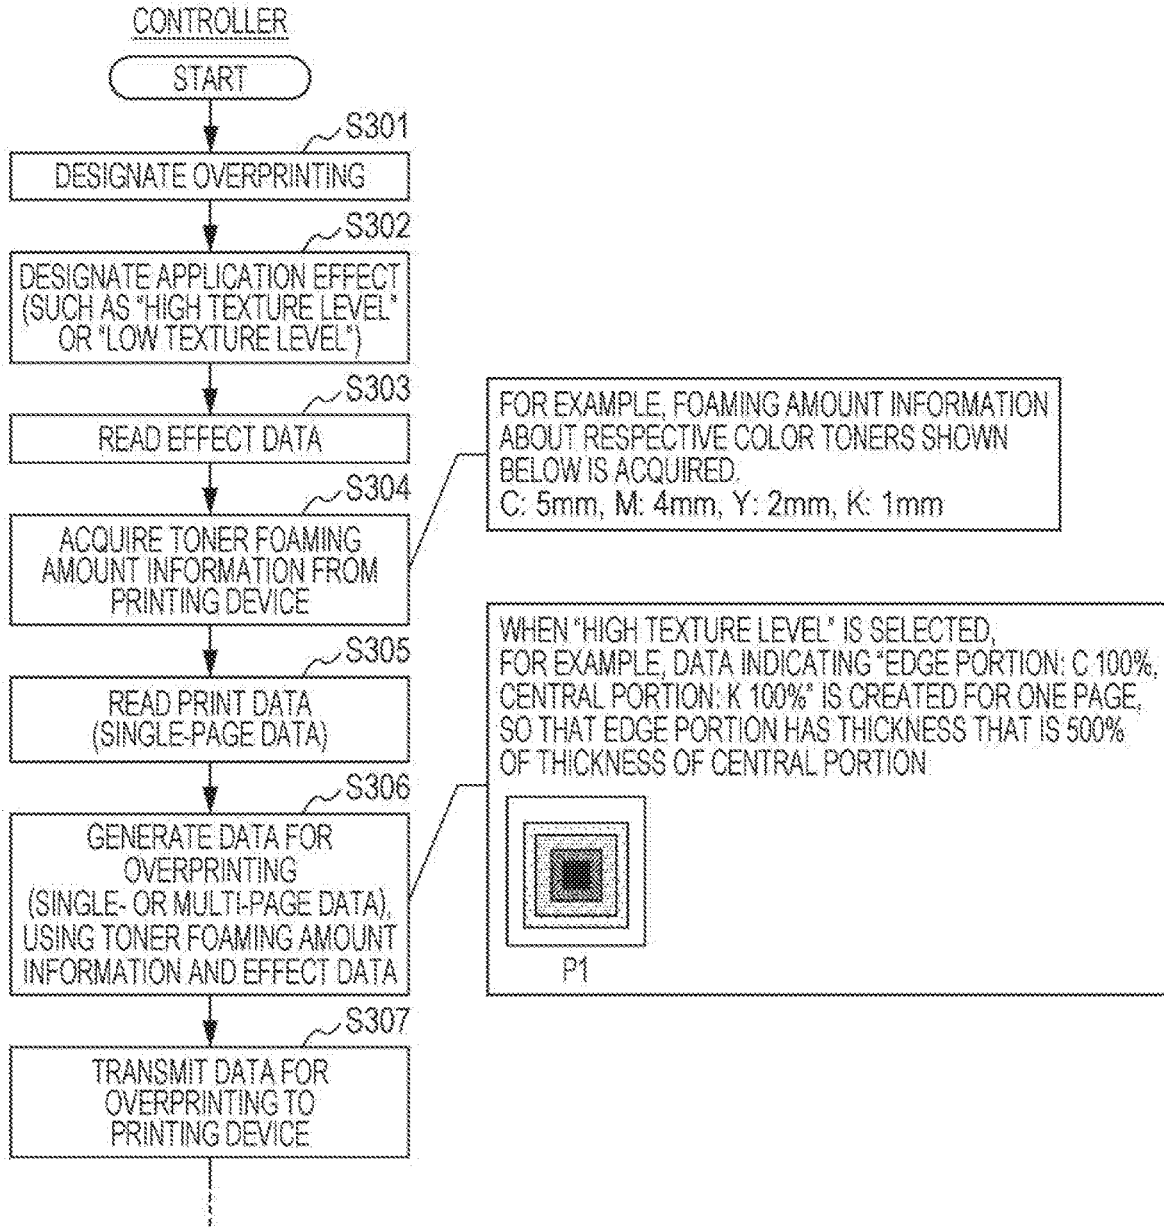 CONTROLLER
START
S301
DESIGNATE OVERPRINTING
S302
DESIGNATE APPLICATION EFFECT
(SUCH AS "HIGH TEXTURE LEVEL"
OR "LOW TEXTURE LEVEL")
S303
READ EFFECT DATA
S304
ACQUIRE TONER FOAMING
AMOUNT INFORMATION FROM
PRINTING DEVICE
FOR EXAMPLE, FOAMING AMOUNT INFORMATION
ABOUT RESPECTIVE COLOR TONERS SHOWN
BELOW IS ACQUIRED.
C: 5mm, M: 4mm, Y: 2mm, K: 1mm
S305
READ PRINT DATA
(SINGLE-PAGE DATA)
S306
GENERATE DATA FOR
OVERPRINTING
(SINGLE- OR MULTI-PAGE DATA),
USING TONER FOAMING AMOUNT
INFORMATION AND EFFECT DATA
WHEN "HIGH TEXTURE LEVEL" IS SELECTED,
FOR EXAMPLE, DATA INDICATING "EDGE PORTION: C 100%,
CENTRAL PORTION: K 100%" IS CREATED FOR ONE PAGE,
SO THAT EDGE PORTION HAS THICKNESS THAT IS 500%
OF THICKNESS OF CENTRAL PORTION
P1
S307
TRANSMIT DATA FOR
OVERPRINTING TO
PRINTING DEVICE